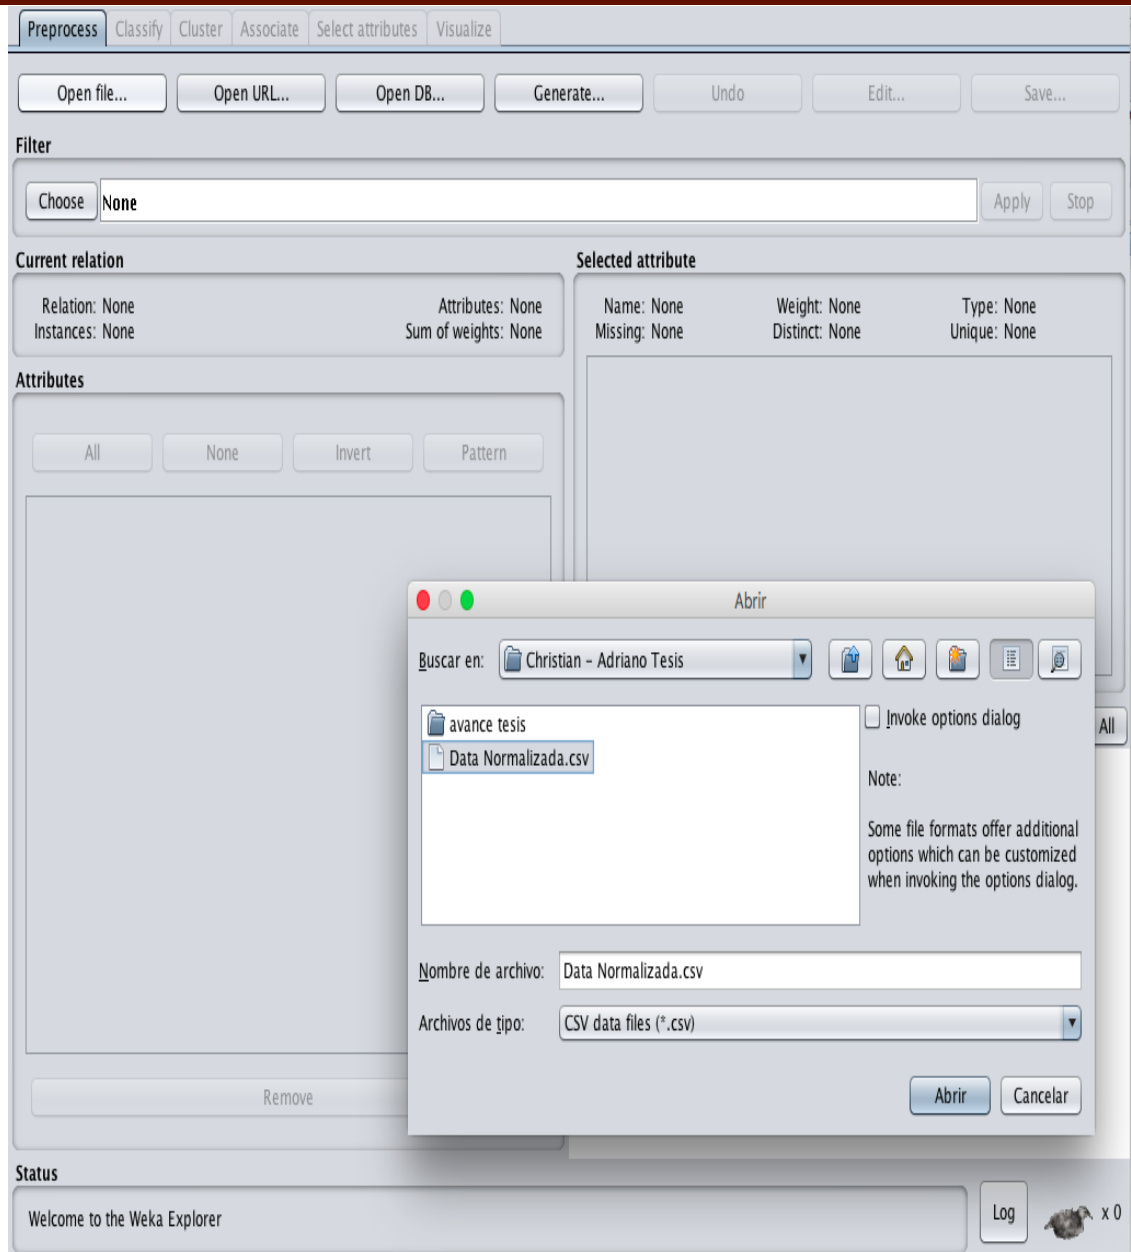 Preprocess Classify Cluster Associate Select attributes Visualize
Open file... Open URL... Open DB... Generate... Undo Edit... Save...
Filter
Choose None Apply Stop
Current relation
Relation: None Attributes: None
Instances: None Sum of weights: None
Selected attribute
Name: None Weight: None Type: None
Missing: None Distinct: None Unique: None
Attributes
All None Invert Pattern
Remove
All
Abrir
Buscar en: Christian - Adriano Tesis
avance tesis
Data Normalizada.csv
Invoke options dialog
Note:
Some file formats offer additional
options which can be customized
when invoking the options dialog.
Nombre de archivo: Data Normalizada.csv
Archivos de tipo: CSV data files (*.csv)
Abrir Cancelar
Status
Welcome to the Weka Explorer
Log x 0